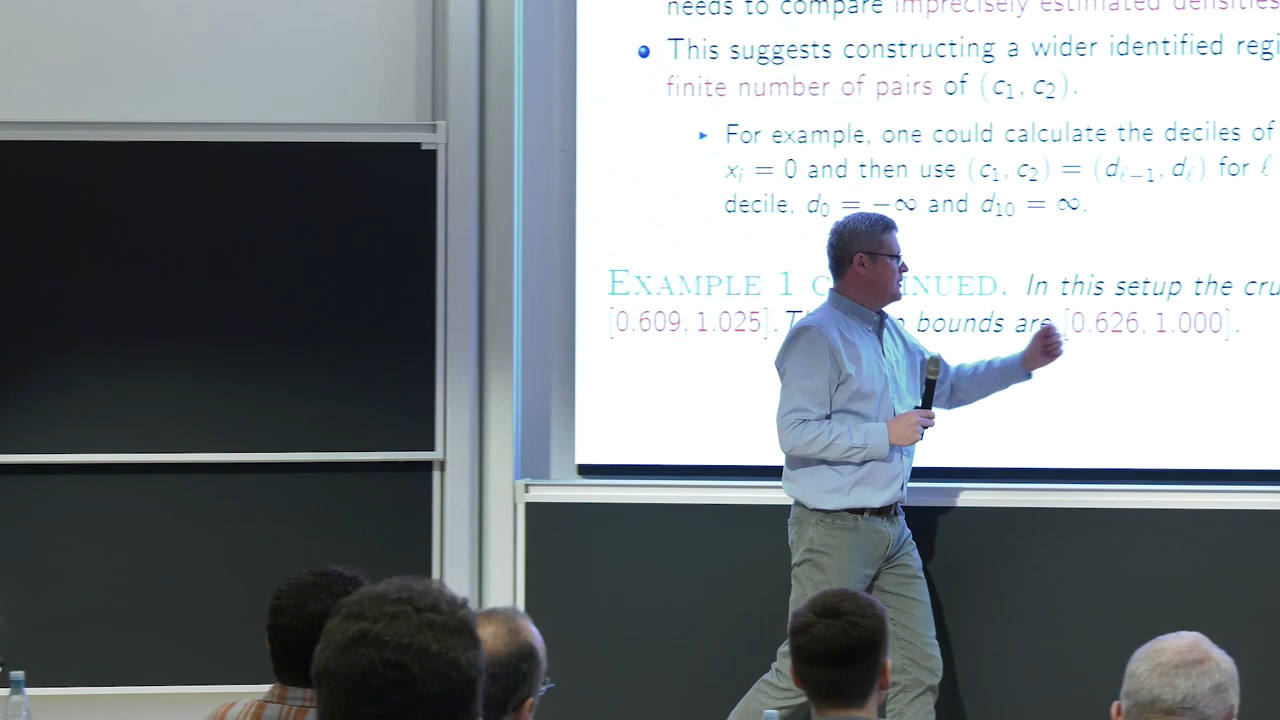 needs to compare imprecisely estimated densities
This suggests constructing a wider identified regi
finite number of pairs of (c₁, c₂).
For example, one could calculate the deciles of
xᵢ = 0 and then use (c₁, c₂) = (dℓ₋₁, dℓ) for ℓ
decile, d₀ = −∞ and d₁₀ = ∞.
EXAMPLE 1 C INUED. In this setup the cru
[0.609, 1.025]. bounds are [0.626, 1.000].